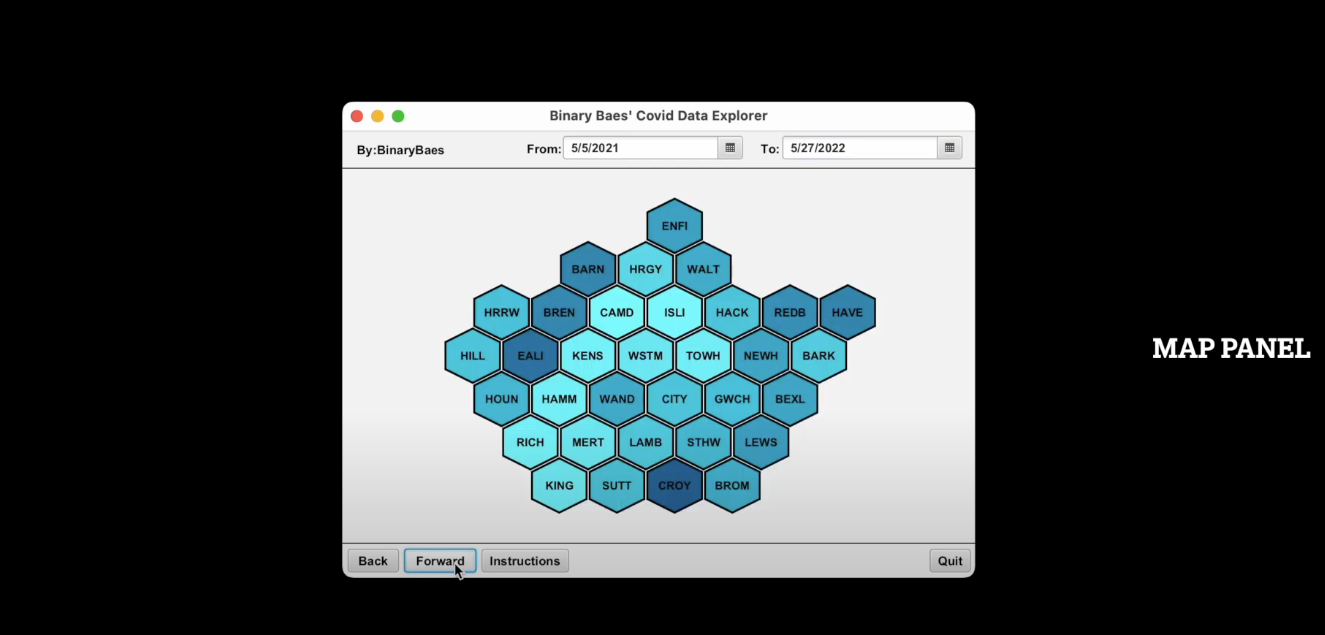 Binary Baes' Covid Data Explorer
By:BinaryBaes From: 5/5/2021 To: 5/27/2022
ENFI
BARN HRGY WALT
HRRW BREN CAMD ISLI HACK REDB HAVE
HILL EALI KENS WSTM TOWH NEWH BARK
HOUN HAMM WAND CITY GWCH BEXL
RICH MERT LAMB STHW LEWS
KING SUTT CROY BROM
Back Forward Instructions Quit
MAP PANEL